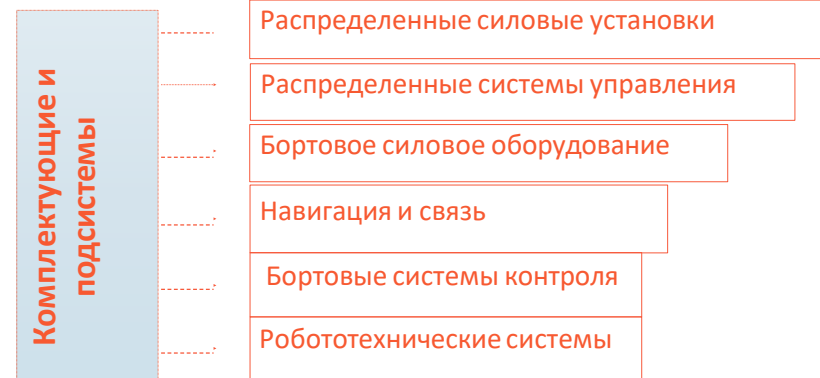 Комплектующие и
подсистемы
Распределенные силовые установки
Распределенные системы управления
Бортовое силовое оборудование
Навигация и связь
Бортовые системы контроля
Робототехнические системы